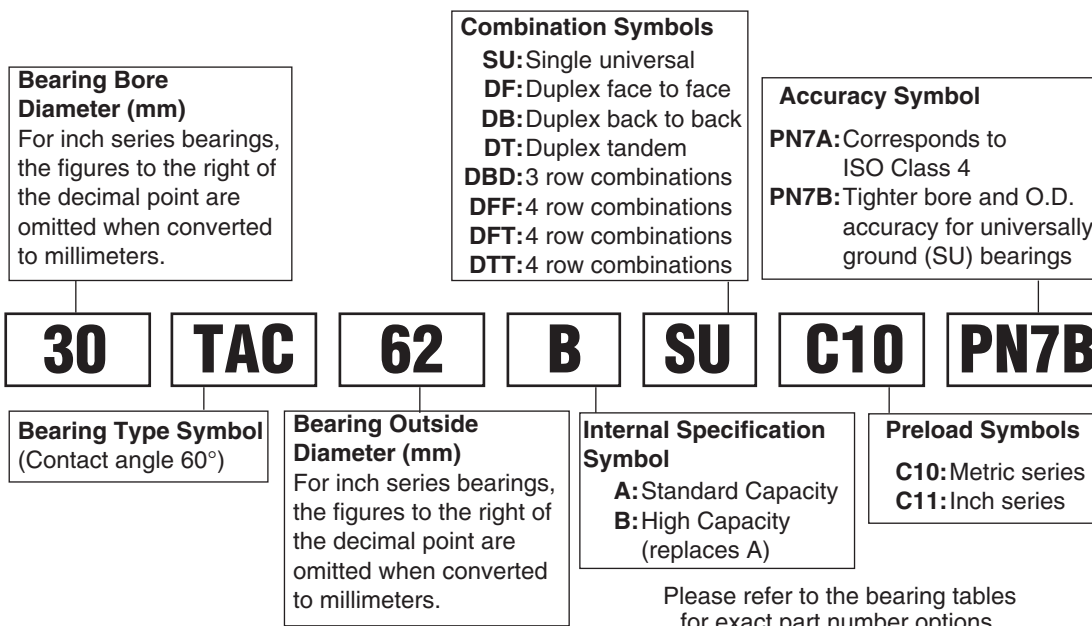 Combination Symbols
SU: Single universal
DF: Duplex face to face
DB: Duplex back to back
DT: Duplex tandem
DBD: 3 row combinations
DFF: 4 row combinations
DFT: 4 row combinations
DTT: 4 row combinations
Bearing Bore
Diameter (mm)
For inch series bearings,
the figures to the right of
the decimal point are
omitted when converted
to millimeters.
Accuracy Symbol
PN7A: Corresponds to
ISO Class 4
PN7B: Tighter bore and O.D.
accuracy for universally
ground (SU) bearings
30 TAC 62 B SU C10 PN7B
Bearing Type Symbol
(Contact angle 60°)
Bearing Outside
Diameter (mm)
For inch series bearings,
the figures to the right of
the decimal point are
omitted when converted
to millimeters.
Internal Specification
Symbol
A: Standard Capacity
B: High Capacity
(replaces A)
Preload Symbols
C10: Metric series
C11: Inch series
Please refer to the bearing tables
for exact part number options